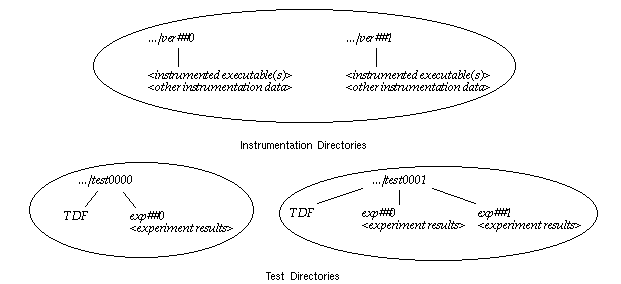 .../ver##0
.../ver##1
<instrumented executable(s)>
<other instrumentation data>
<instrumented executable(s)>
<other instrumentation data>
Instrumentation Directories
.../test0000
TDF
exp##0
<experiment results>
.../test0001
TDF
exp##0
<experiment results>
exp##1
<experiment results>
Test Directories